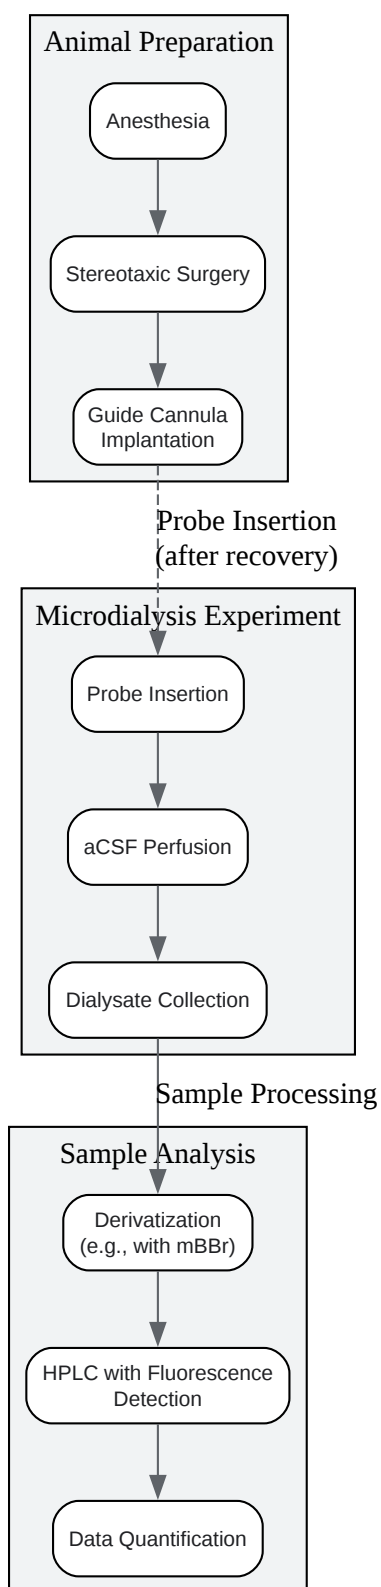 Animal Preparation
Anesthesia
Stereotaxic Surgery
Guide Cannula
Implantation
Probe Insertion
(after recovery)
Microdialysis Experiment
Probe Insertion
aCSF Perfusion
Dialysate Collection
Sample Processing
Sample Analysis
Derivatization
(e.g., with mBBr)
HPLC with Fluorescence
Detection
Data Quantification